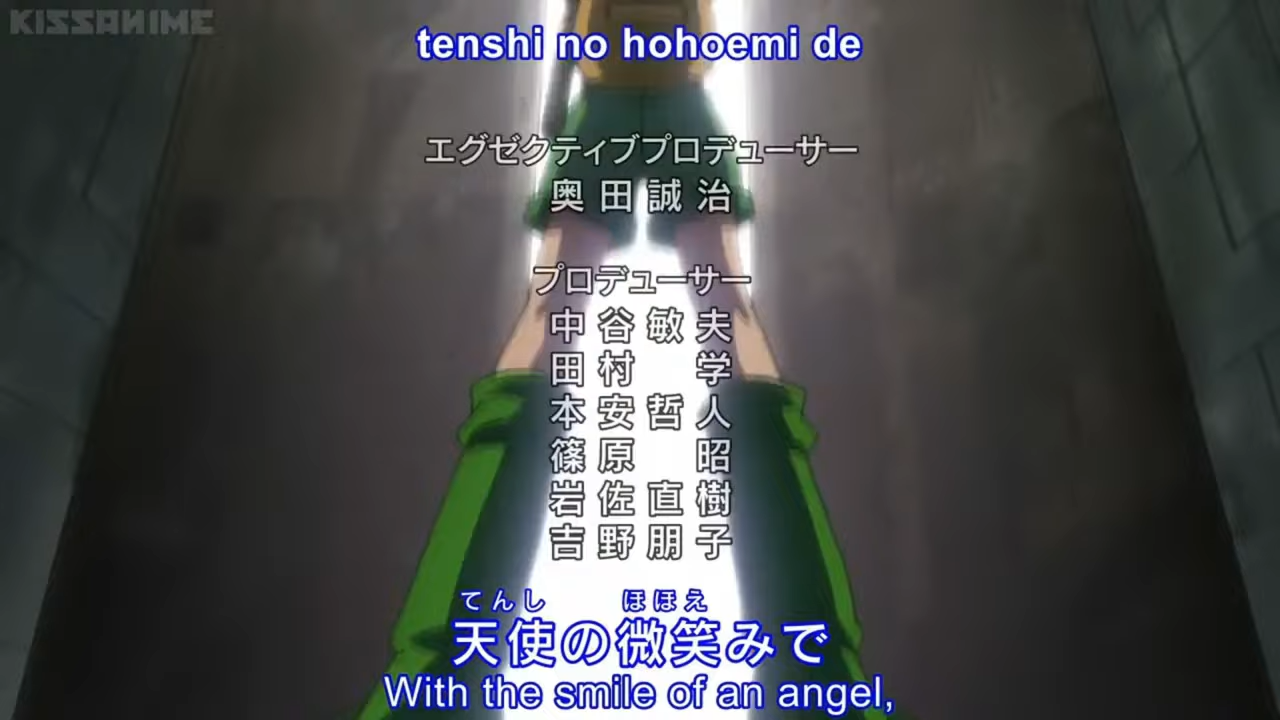 KISSANIME
tenshi no hohoemi de
エグゼクティブプロデューサー
奥田誠治
プロデューサー
中谷敏夫
田村 学
本安哲人
篠原 昭
岩佐直樹
吉野朋子
てんし ほほえ
天使の微笑みで
With the smile of an angel,